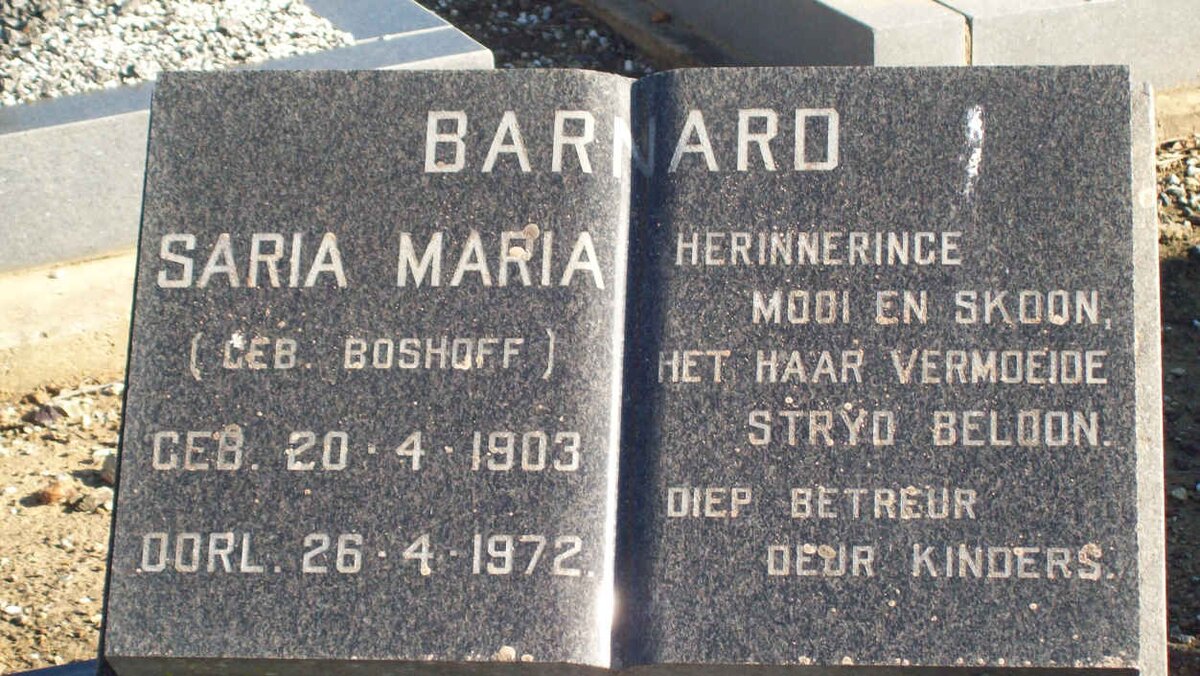 BARNARD
SARIA MARIA
(GEB. BOSHOFF)
GEB. 20·4·1903
OORL. 26·4·1972.
HERINNERINGE
MOOI EN SKOON,
HET HAAR VERMOEIDE
STRYD BELOON.
DIEP BETREUR
DEUR KINDERS.